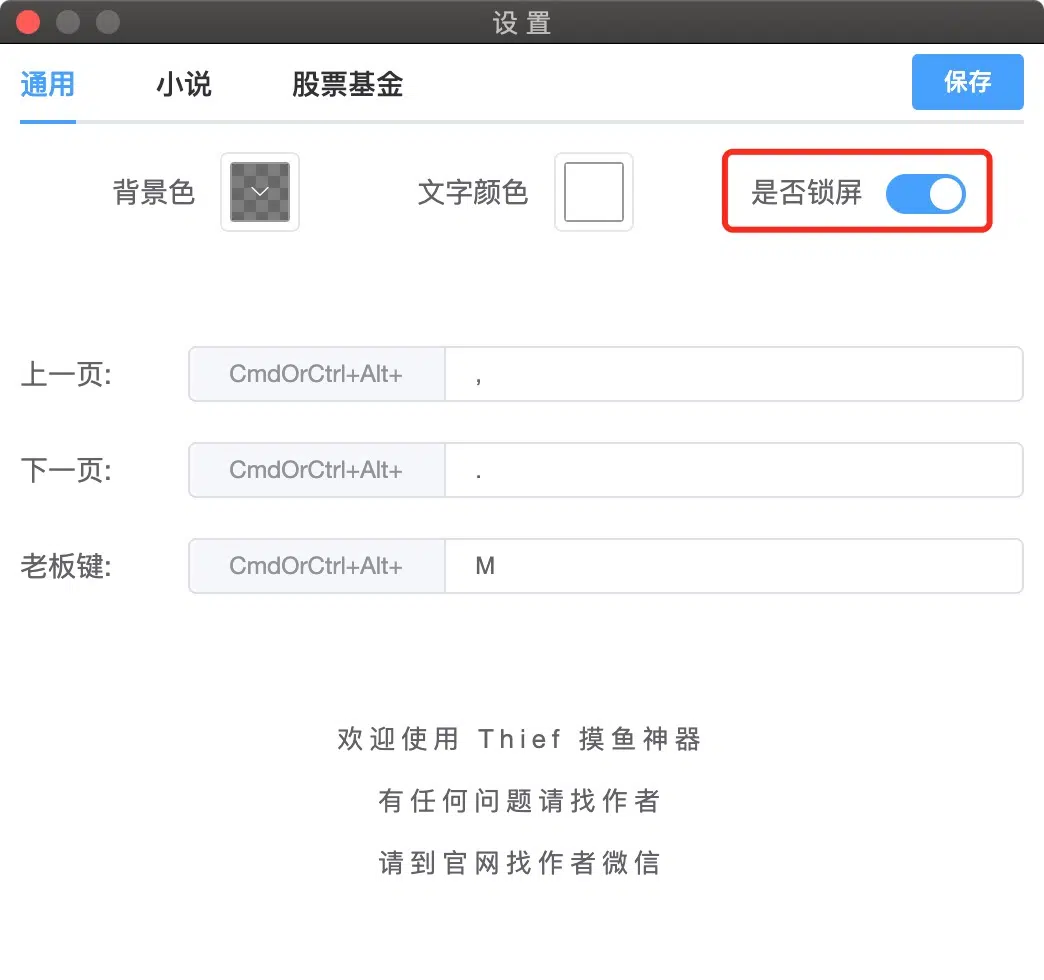 设置
通用 小说 股票基金 保存
背景色 文字颜色 是否锁屏
上一页: CmdOrCtrl+Alt+ ,
下一页: CmdOrCtrl+Alt+ .
老板键: CmdOrCtrl+Alt+ M
欢迎使用 Thief 摸鱼神器
有任何问题请找作者
请到官网找作者微信